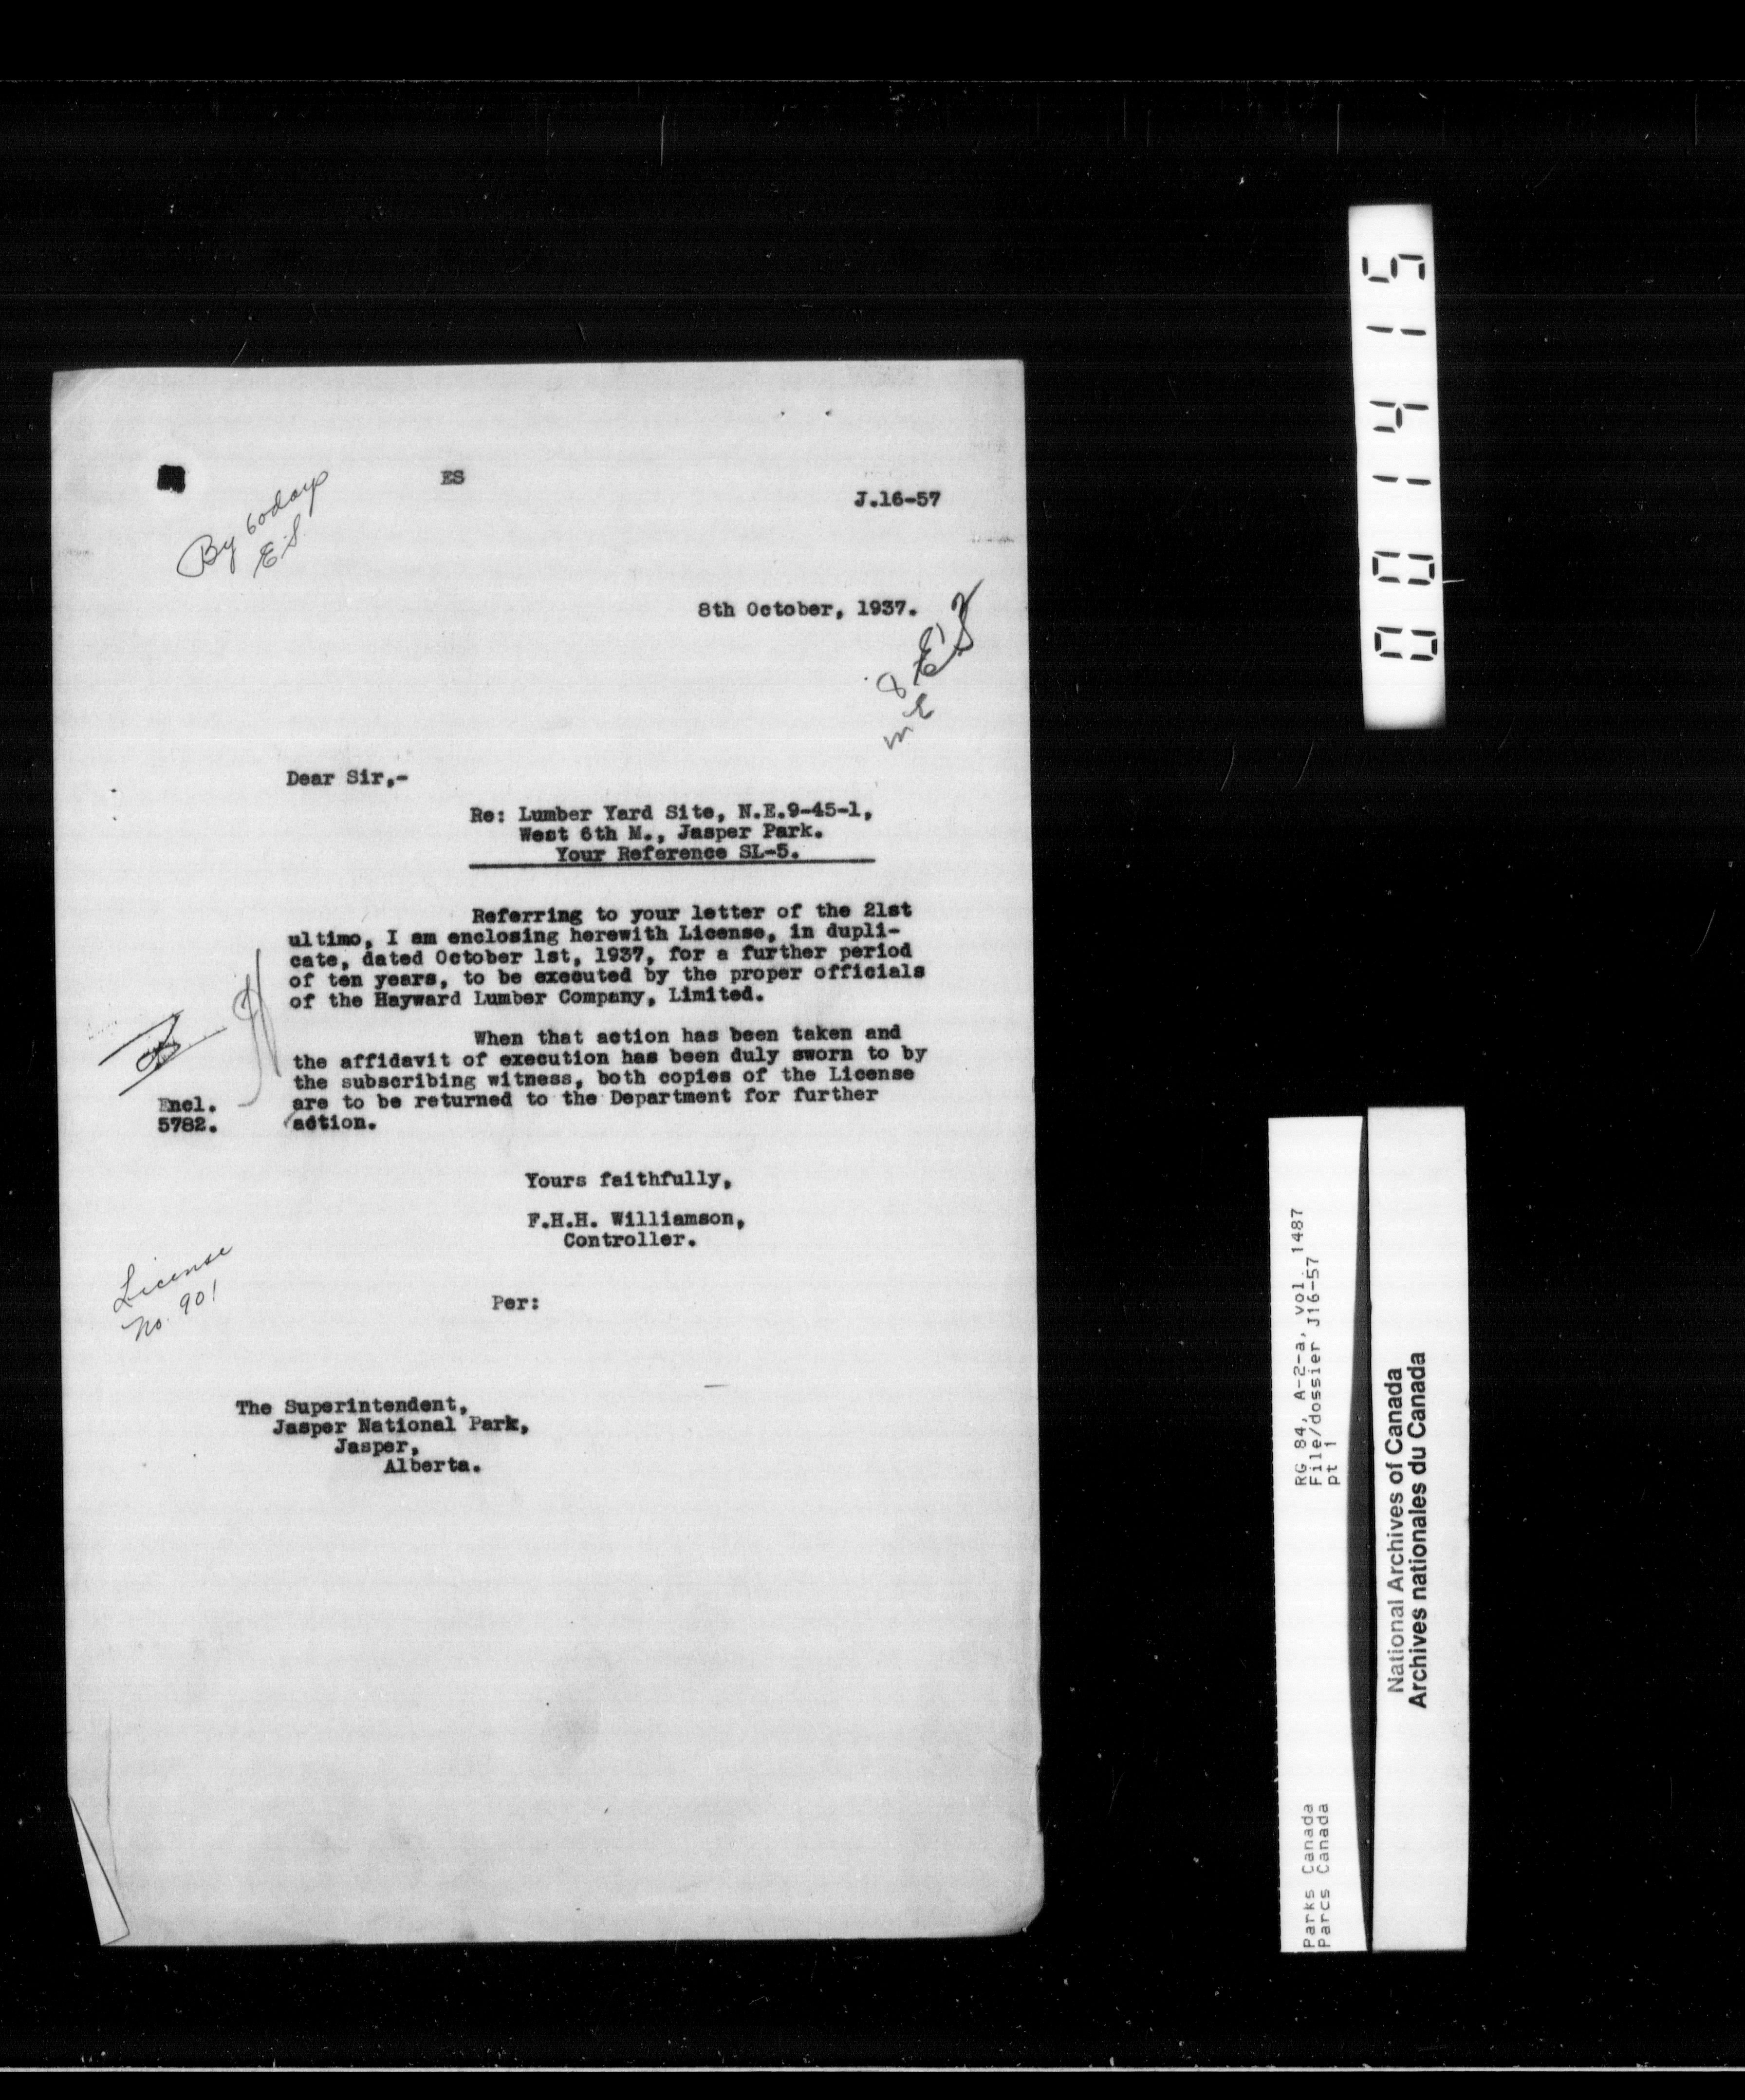 ES
J.16-57
By 60 days
E.S.
8th October, 1937.
Dear Sir,-
Re: Lumber Yard Site, N.E.9-45-1,
West 6th M., Jasper Park.
Your Reference SL-5.
Referring to your letter of the 21st
ultimo, I am enclosing herewith License, in dupli-
cate, dated October 1st, 1937, for a further period
of ten years, to be executed by the proper officials
of the Hayward Lumber Company, Limited.
When that action has been taken and
the affidavit of execution has been duly sworn to by
the subscribing witness, both copies of the License
are to be returned to the Department for further
action.
Encl.
5782.
Yours faithfully,
F.H.H. Williamson,
Controller.
License
No. 901
Per:
The Superintendent,
Jasper National Park,
Jasper,
Alberta.
001415
RG 84, A-2-a, vol. 1487
File/dossier J16-57
pt 1
Parks Canada
Parcs Canada
National Archives of Canada
Archives nationales du Canada